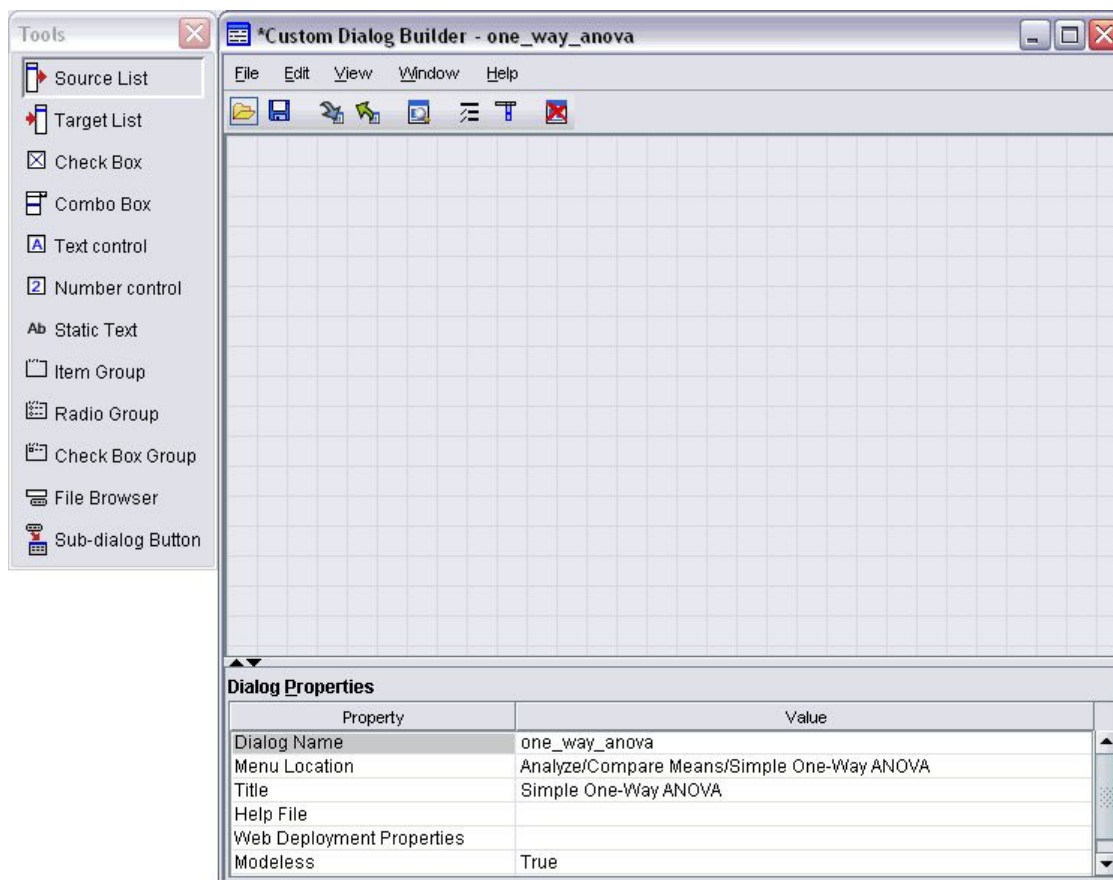 Tools
Source List
Target List
Check Box
Combo Box
A Text control
2 Number control
Ab Static Text
Item Group
Radio Group
Check Box Group
File Browser
Sub-dialog Button
*Custom Dialog Builder - one_way_anova
File Edit View Window Help
Dialog Properties
Property Value
Dialog Name one_way_anova
Menu Location Analyze/Compare Means/Simple One-Way ANOVA
Title Simple One-Way ANOVA
Help File
Web Deployment Properties
Modeless True